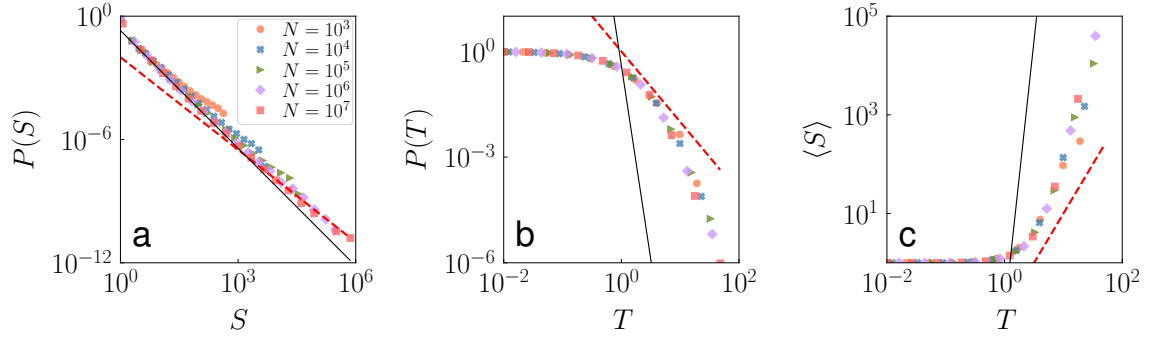 10^0
10^-6
10^-12
P(S)
10^0
10^3
10^6
S
a
N = 10^3
N = 10^4
N = 10^5
N = 10^6
N = 10^7
10^0
10^-3
10^-6
P(T)
10^-2
10^0
10^2
T
b
10^5
10^3
10^1
⟨S⟩
10^-2
10^0
10^2
T
c